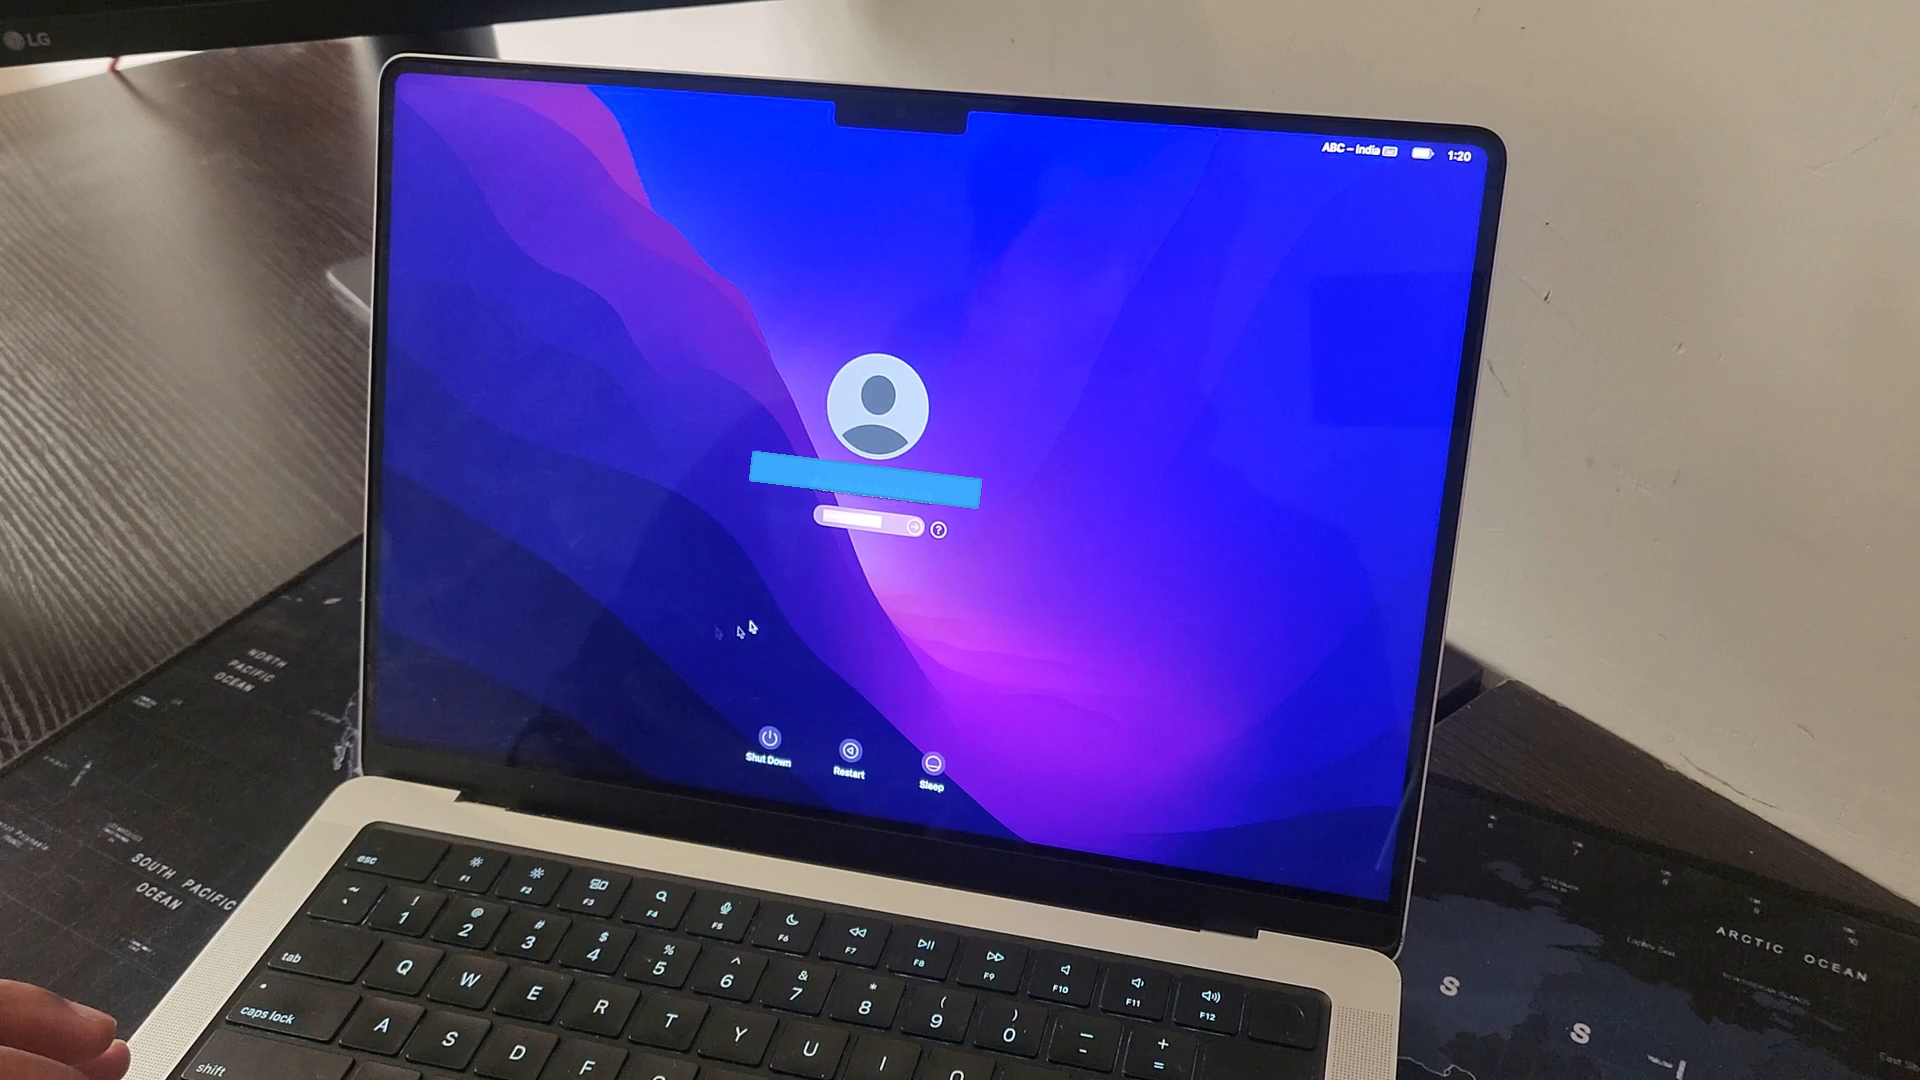 LG
ABC – India
1:20
Shut Down
Restart
Sleep
NORTH
PACIFIC
OCEAN
SOUTH PACIFIC
OCEAN
ARCTIC OCEAN
S
S
esc
F1
F2
F3
F4
F5
F6
F7
F8
F9
F10
F11
F12
~
!
1
@
2
#
3
$
4
%
5
^
6
&
7
*
8
(
9
)
0
–
-
+
=
tab
Q
W
E
R
T
Y
U
I
O
caps lock
A
S
D
F
shift